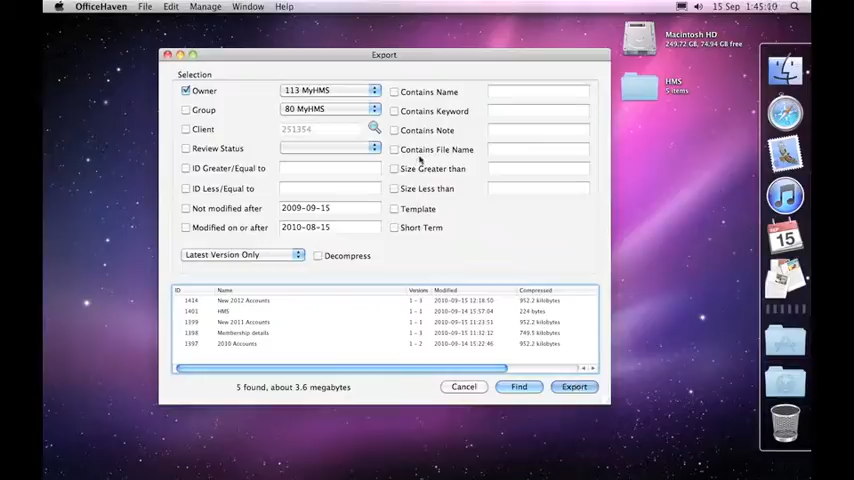 OfficeHaven File Edit Manage Window Help 15 Sep 1:45:10
Macintosh HD
249.72 GB, 74.94 GB free
HMS
5 items
SEP
15
Export
Selection
Owner 113 MyHMS Contains Name
Group 80 MyHMS Contains Keyword
Client 251354 Contains Note
Review Status Contains File Name
ID Greater/Equal to Size Greater than
ID Less/Equal to Size Less than
Not modified after 2009-09-15 Template
Modified on or after 2010-08-15 Short Term
Latest Version Only Decompress
ID Name Versions Modified Compressed
1414 New 2012 Accounts 1 - 3 2010-09-15 12:18:50 952.2 kilobytes
1401 HMS 1 - 1 2010-09-14 15:57:04 224 bytes
1399 New 2011 Accounts 1 - 1 2010-09-15 11:23:51 952.2 kilobytes
1398 Membership details 1 - 1 2010-09-15 11:32:12 749.5 kilobytes
1397 2010 Accounts 1 - 2 2010-09-14 15:22:46 952.2 kilobytes
5 found, about 3.6 megabytes Cancel Find Export